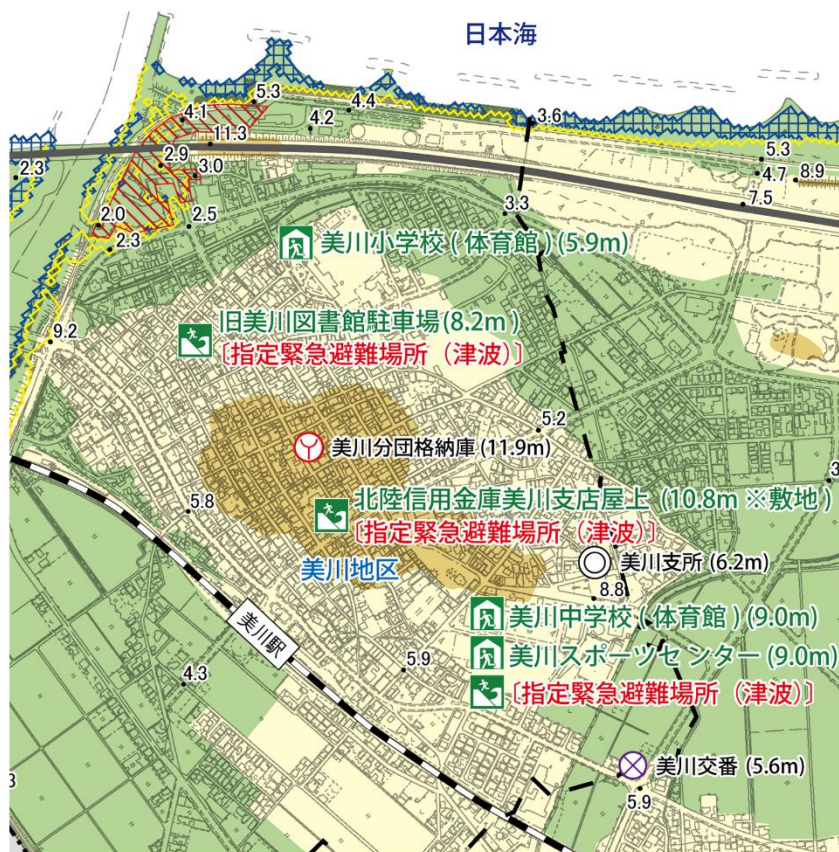 日本海
5.3
4.1
4.2
4.4
3.6
11.3
2.3
2.9
3.0
5.3
4.7
8.9
7.5
2.0
2.3
2.5
3.3
美川小学校 ( 体育館 ) (5.9m)
9.2
旧美川図書館駐車場 (8.2m )
〔指定緊急避難場所（津波）〕
5.2
美川分団格納庫 (11.9m)
3
5.8
北陸信用金庫美川支店屋上 (10.8m ※敷地 )
〔指定緊急避難場所（津波）〕
美川地区
美川支所 (6.2m)
8.8
美川中学校 ( 体育館 ) (9.0m)
美川駅
美川スポーツセンター (9.0m)
5.9
4.3
〔指定緊急避難場所（津波）〕
美川交番 (5.6m)
3
5.9